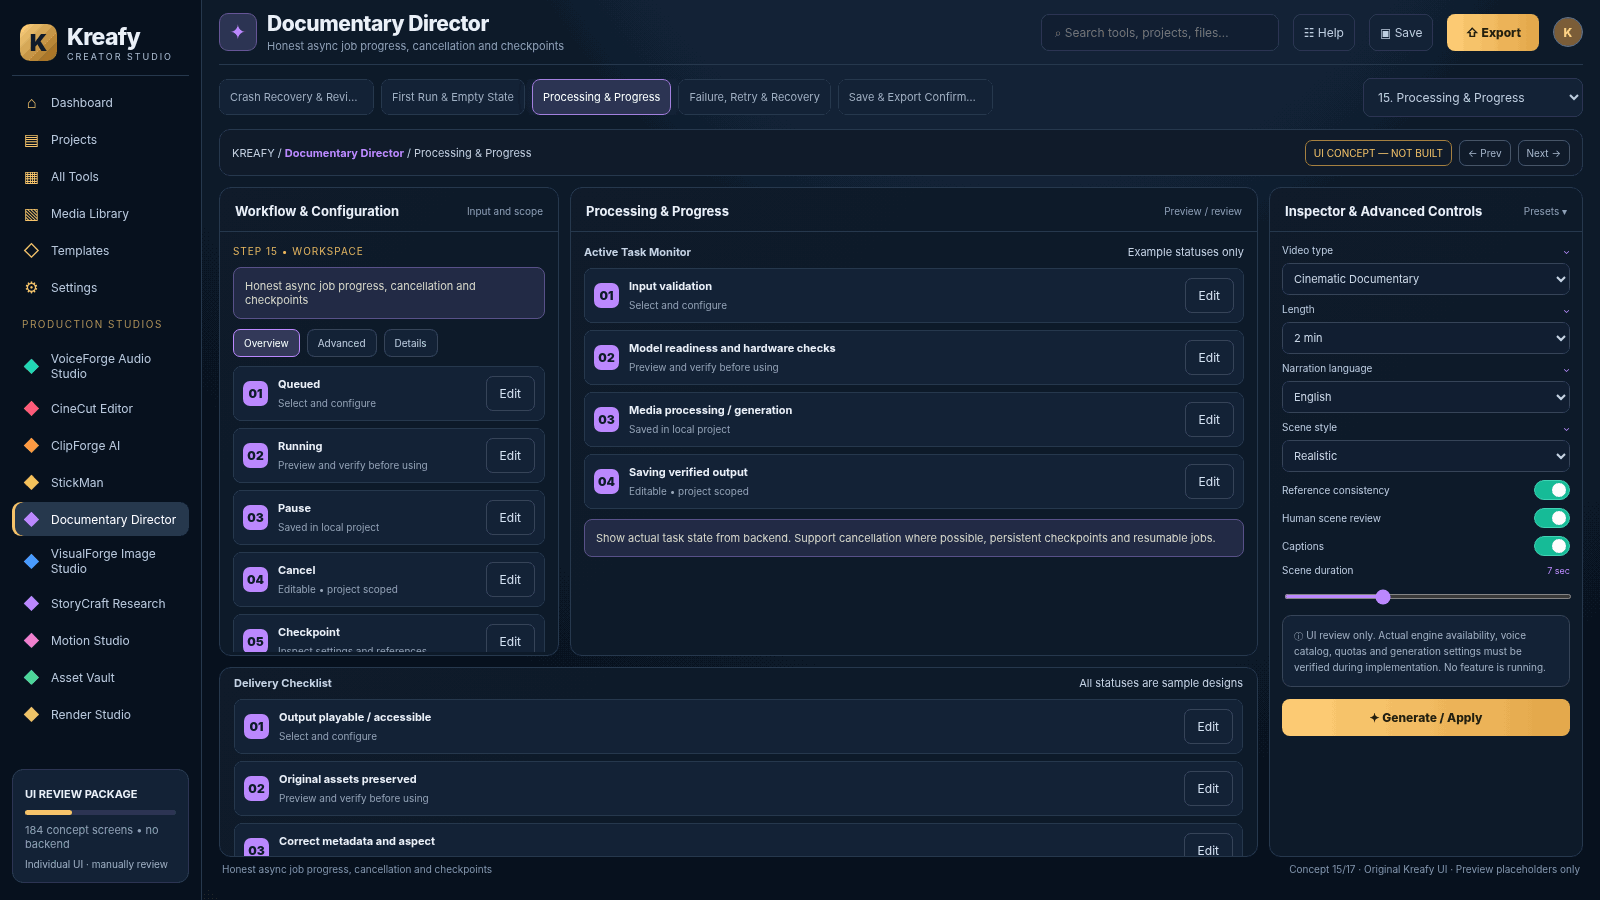 K
Kreafy
CREATOR STUDIO
Dashboard
Projects
All Tools
Media Library
Templates
Settings
PRODUCTION STUDIOS
VoiceForge Audio
Studio
CineCut Editor
ClipForge AI
StickMan
Documentary Director
VisualForge Image
Studio
StoryCraft Research
Motion Studio
Asset Vault
Render Studio
UI REVIEW PACKAGE
184 concept screens • no
backend
Individual UI · manually review
Documentary Director
Honest async job progress, cancellation and checkpoints
Search tools, projects, files...
Help
Save
Export
K
Crash Recovery & Revi...
First Run & Empty State
Processing & Progress
Failure, Retry & Recovery
Save & Export Confirm...
15. Processing & Progress
KREAFY / Documentary Director / Processing & Progress
UI CONCEPT — NOT BUILT
← Prev
Next →
Workflow & Configuration
Input and scope
STEP 15 • WORKSPACE
Honest async job progress, cancellation and
checkpoints
Overview
Advanced
Details
01
Queued
Select and configure
Edit
02
Running
Preview and verify before using
Edit
03
Pause
Saved in local project
Edit
04
Cancel
Editable • project scoped
Edit
05
Checkpoint
Inspect settings and references
Edit
Processing & Progress
Preview / review
Active Task Monitor
Example statuses only
01
Input validation
Select and configure
Edit
02
Model readiness and hardware checks
Preview and verify before using
Edit
03
Media processing / generation
Saved in local project
Edit
04
Saving verified output
Editable • project scoped
Edit
Show actual task state from backend. Support cancellation where possible, persistent checkpoints and resumable jobs.
Delivery Checklist
All statuses are sample designs
01
Output playable / accessible
Select and configure
Edit
02
Original assets preserved
Preview and verify before using
Edit
03
Correct metadata and aspect
Edit
Inspector & Advanced Controls
Presets ▾
Video type
Cinematic Documentary
Length
2 min
Narration language
English
Scene style
Realistic
Reference consistency
Human scene review
Captions
Scene duration
7 sec
ⓘ UI review only. Actual engine availability, voice
catalog, quotas and generation settings must be
verified during implementation. No feature is running.
✦ Generate / Apply
Honest async job progress, cancellation and checkpoints
Concept 15/17 · Original Kreafy UI · Preview placeholders only